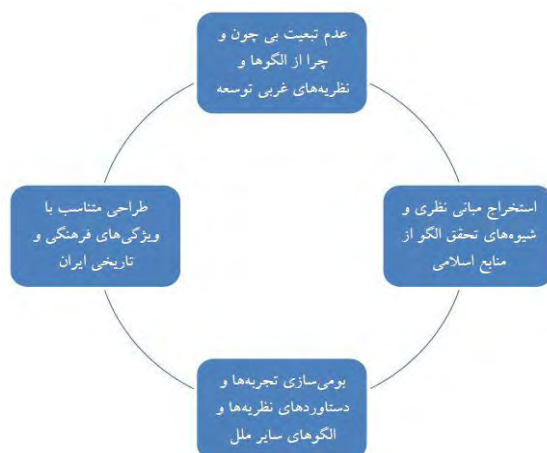 عدم تبعیت بی چون و
چرا از الگوها و
نظریه‌های غربی توسعه
استخراج مبانی نظری و
شیوه‌های تحقق الگو از
منابع اسلامی
بومی‌سازی تجربه‌ها و
دستاوردهای نظریه‌ها و
الگوهای سایر ملل
طراحی متناسب با
ویژگی‌های فرهنگی و
تاریخی ایران